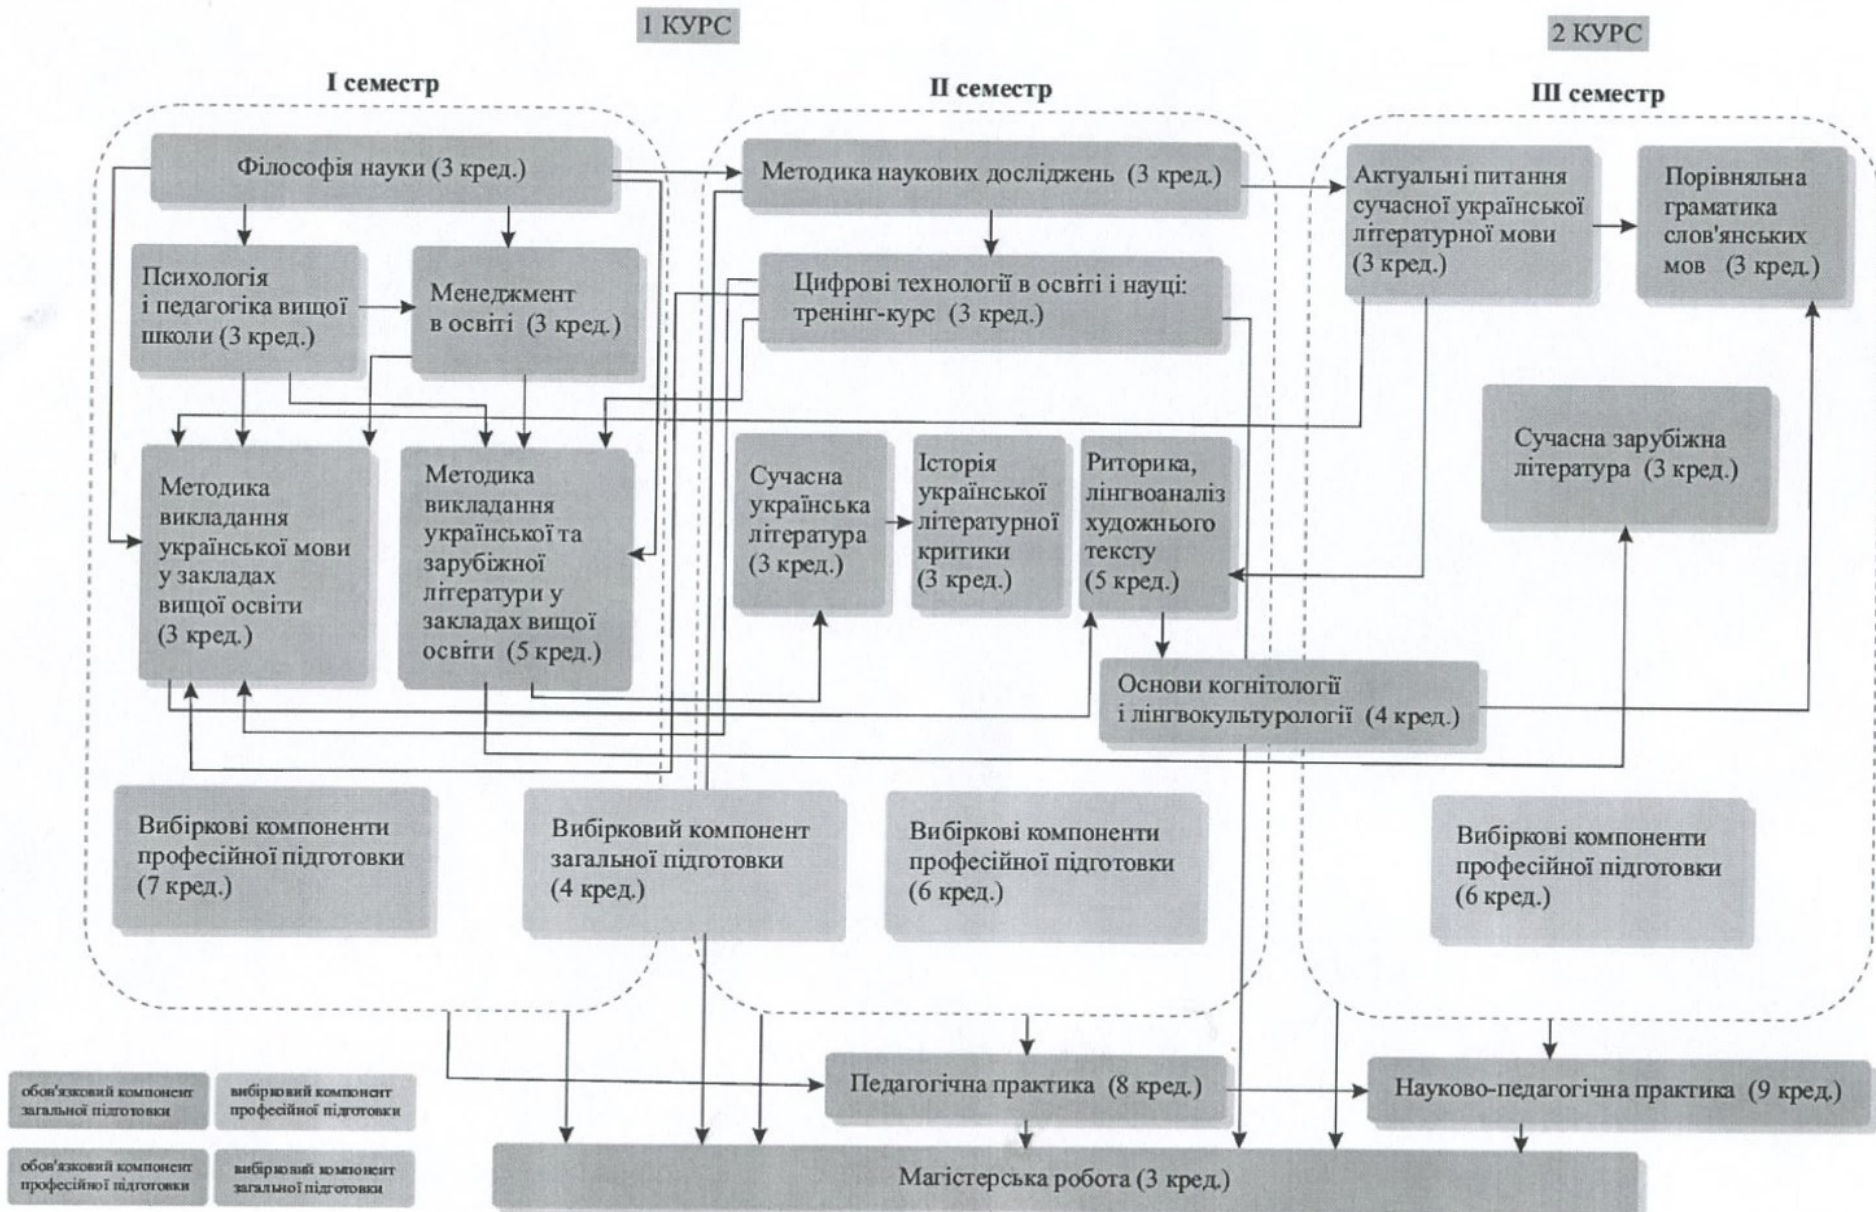 1 КУРС
2 КУРС
I семестр
II семестр
III семестр
Філософія науки (3 кред.)
Психологія
і педагогіка вищої
школи (3 кред.)
Менеджмент
в освіті (3 кред.)
Методика
викладання
української мови
у закладах
вищої освіти
(3 кред.)
Методика
викладання
української та
зарубіжної
літератури у
закладах вищої
освіти (5 кред.)
Методика наукових досліджень (3 кред.)
Цифрові технології в освіті і науці:
тренінг-курс (3 кред.)
Сучасна
українська
література
(3 кред.)
Історія
української
літературної
критики
(3 кред.)
Риторика,
лінгвоаналіз
художнього
тексту
(5 кред.)
Основи когнітології
і лінгвокультурології (4 кред.)
Актуальні питання
сучасної української
літературної мови
(3 кред.)
Порівняльна
граматика
слов'янських
мов (3 кред.)
Сучасна зарубіжна
література (3 кред.)
Вибіркові компоненти
професійної підготовки
(7 кред.)
Вибірковий компонент
загальної підготовки
(4 кред.)
Вибіркові компоненти
професійної підготовки
(6 кред.)
Вибіркові компоненти
професійної підготовки
(6 кред.)
Педагогічна практика (8 кред.)
Науково-педагогічна практика (9 кред.)
Магістерська робота (3 кред.)
обов'язковий компонент
загальної підготовки
вибірковий компонент
професійної підготовки
обов'язковий компонент
професійної підготовки
вибірковий компонент
загальної підготовки